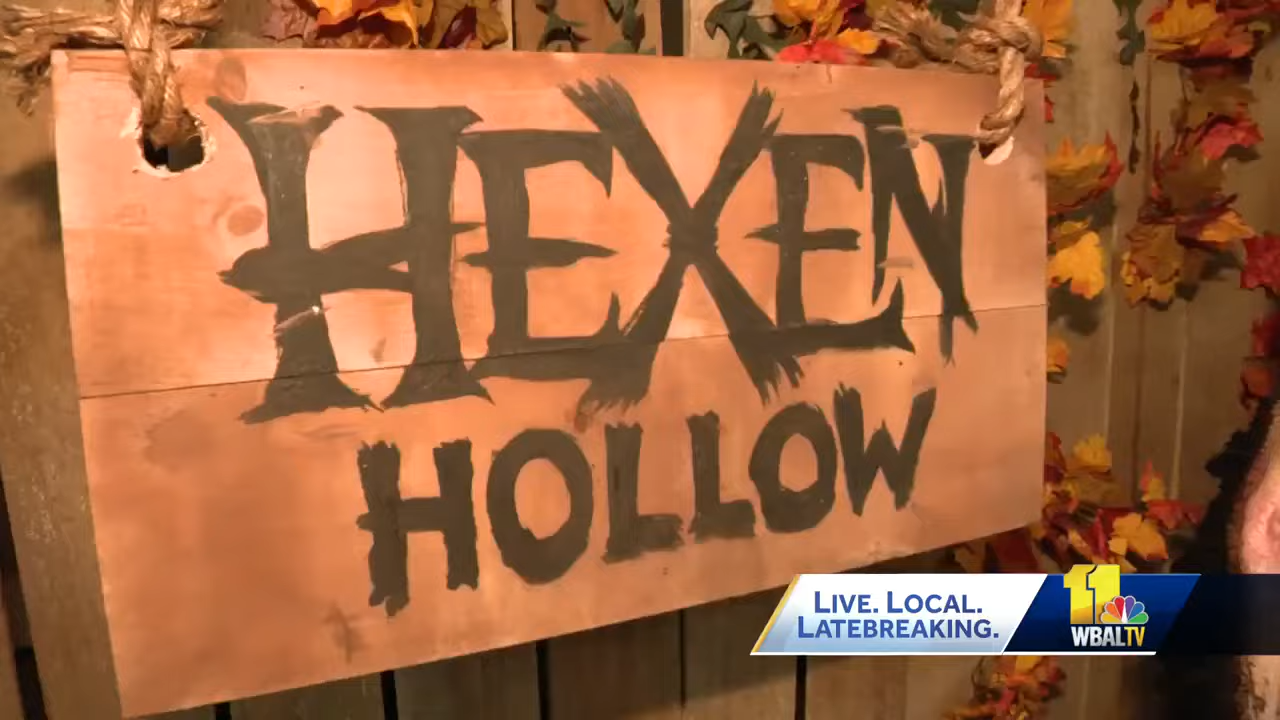 HEXEN
HOLLOW
LIVE. LOCAL.
LATEBREAKING.
11
WBALTV